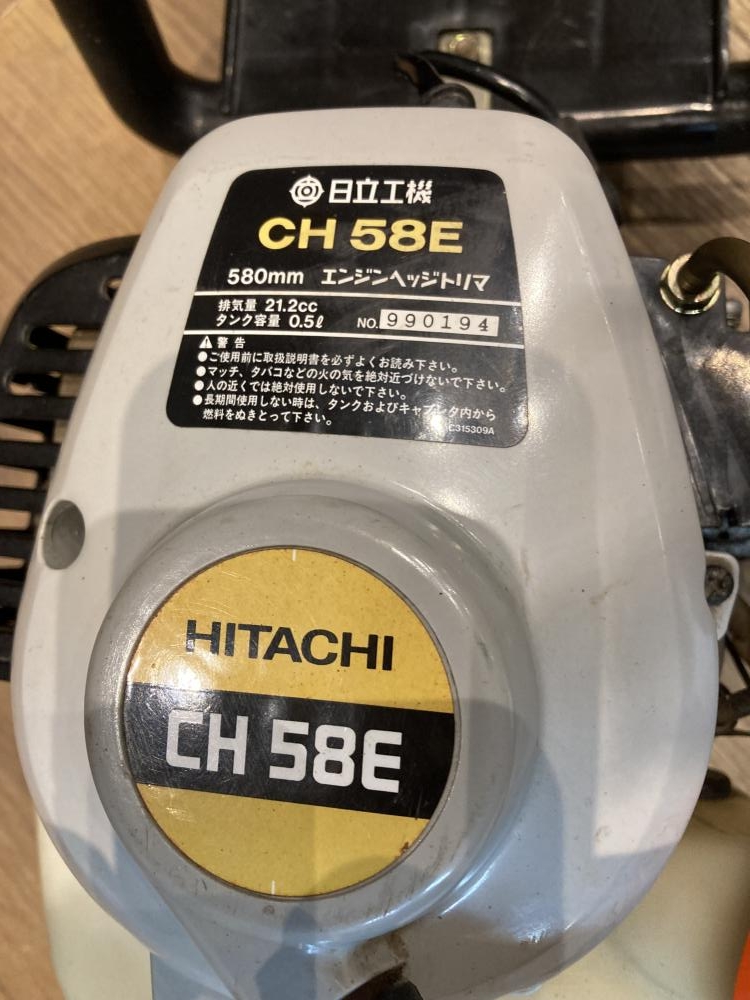 日立工機
CH 58E
580mm エンジンヘッジトリマ
排気量 21.2cc
タンク容量 0.5ℓ NO. 990194
⚠警告
●ご使用前に取扱説明書を必ずよくお読み下さい。
●マッチ、タバコなどの火の気を絶対近づけないで下さい。
●人の近くでは絶対使用しないで下さい。
●長期間使用しない時は、タンクおよびキャブレタ内から
燃料をぬきとって下さい。
C315309A
HITACHI
CH 58E